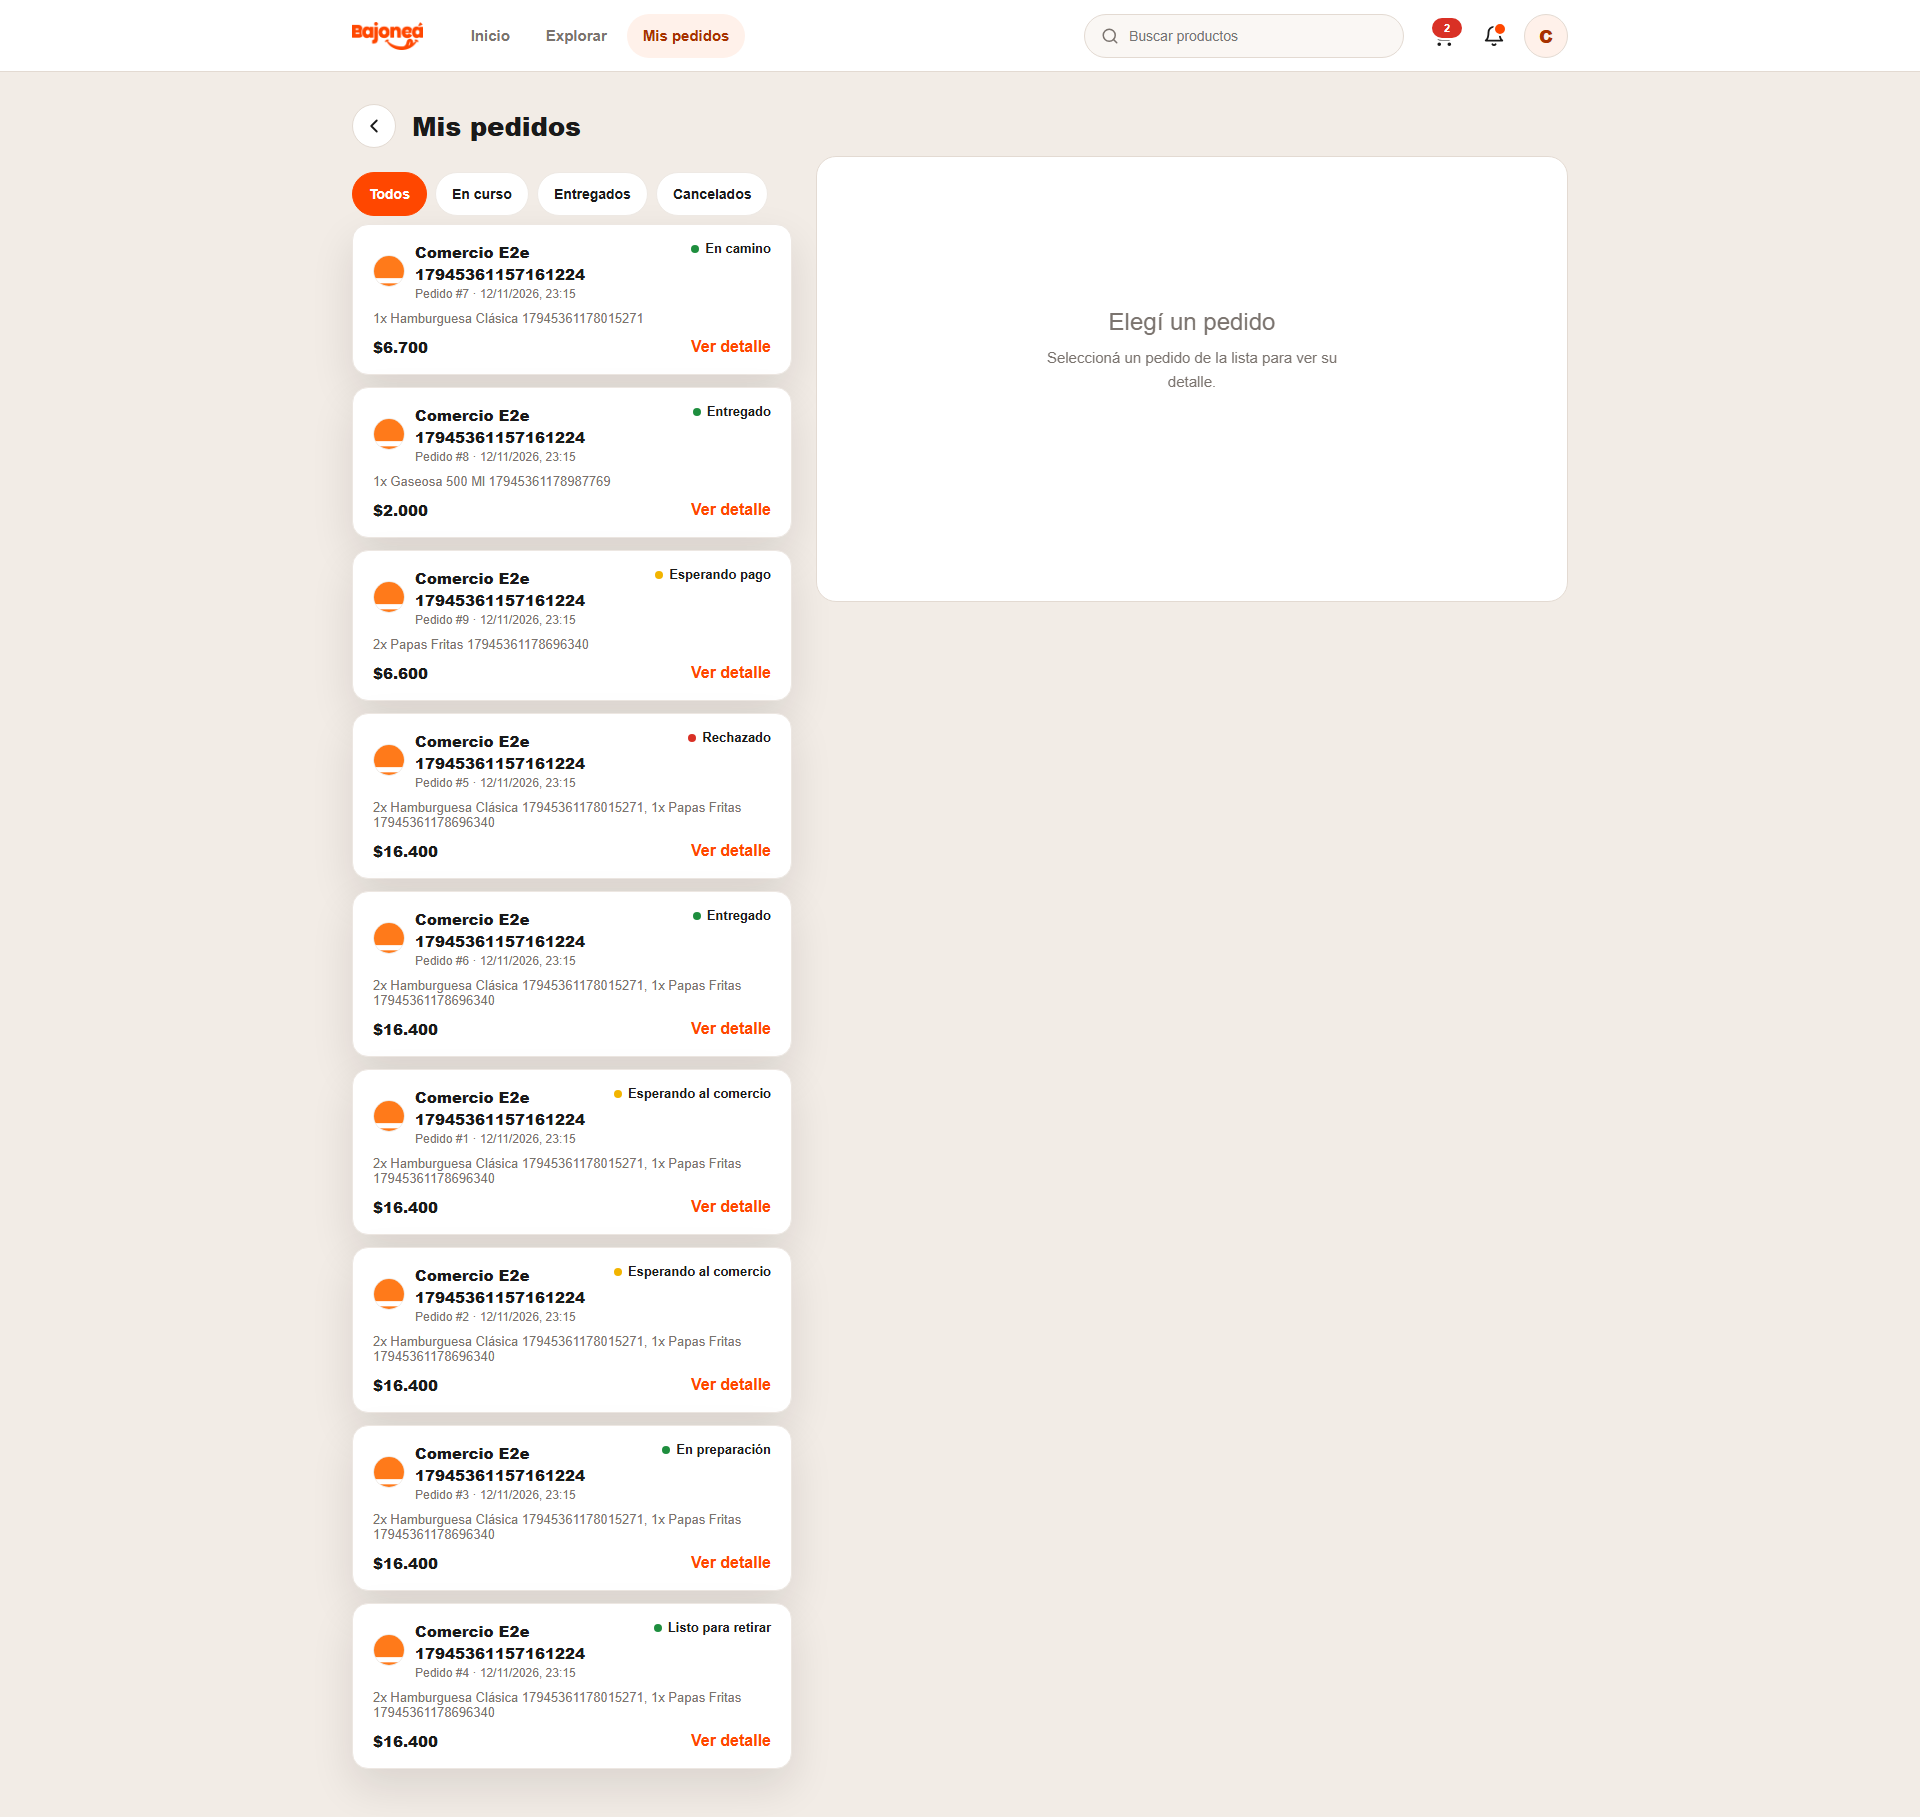 Bajoneá
Inicio
Explorar
Mis pedidos
Buscar productos
2
C
Mis pedidos
Todos
En curso
Entregados
Cancelados
Comercio E2e
17945361157161224
En camino
Pedido #7 · 12/11/2026, 23:15
1x Hamburguesa Clásica 17945361178015271
$6.700
Ver detalle
Comercio E2e
17945361157161224
Entregado
Pedido #8 · 12/11/2026, 23:15
1x Gaseosa 500 Ml 17945361178987769
$2.000
Ver detalle
Comercio E2e
17945361157161224
Esperando pago
Pedido #9 · 12/11/2026, 23:15
2x Papas Fritas 17945361178696340
$6.600
Ver detalle
Comercio E2e
17945361157161224
Rechazado
Pedido #5 · 12/11/2026, 23:15
2x Hamburguesa Clásica 17945361178015271, 1x Papas Fritas
17945361178696340
$16.400
Ver detalle
Comercio E2e
17945361157161224
Entregado
Pedido #6 · 12/11/2026, 23:15
2x Hamburguesa Clásica 17945361178015271, 1x Papas Fritas
17945361178696340
$16.400
Ver detalle
Comercio E2e
17945361157161224
Esperando al comercio
Pedido #1 · 12/11/2026, 23:15
2x Hamburguesa Clásica 17945361178015271, 1x Papas Fritas
17945361178696340
$16.400
Ver detalle
Comercio E2e
17945361157161224
Esperando al comercio
Pedido #2 · 12/11/2026, 23:15
2x Hamburguesa Clásica 17945361178015271, 1x Papas Fritas
17945361178696340
$16.400
Ver detalle
Comercio E2e
17945361157161224
En preparación
Pedido #3 · 12/11/2026, 23:15
2x Hamburguesa Clásica 17945361178015271, 1x Papas Fritas
17945361178696340
$16.400
Ver detalle
Comercio E2e
17945361157161224
Listo para retirar
Pedido #4 · 12/11/2026, 23:15
2x Hamburguesa Clásica 17945361178015271, 1x Papas Fritas
17945361178696340
$16.400
Ver detalle
Elegí un pedido
Seleccioná un pedido de la lista para ver su
detalle.